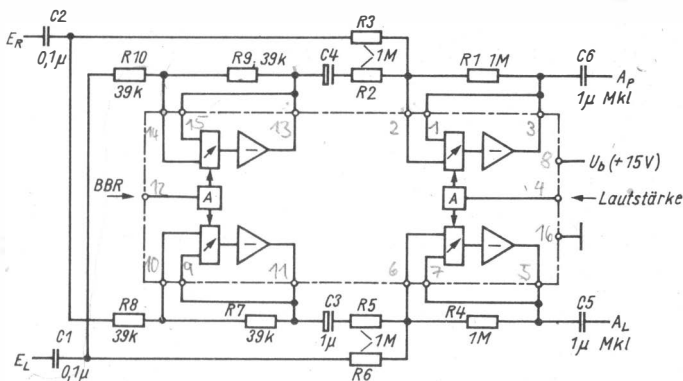 C2
E_R
0,1µ
R3
>1M
R2
R10
39k
R9, 39k
C4
R1 1M
C6
A_P
1µ Mkl
14
15
13
2
1
3
8
U_b (+15V)
BBR
12
A
A
4
Lautstärke
16
10
9
11
6
7
5
R8
39k
R7
39k
C3
1µ
R5
>1M
R6
R4
1M
C5
A_L
1µ Mkl
C1
E_L
0,1µ